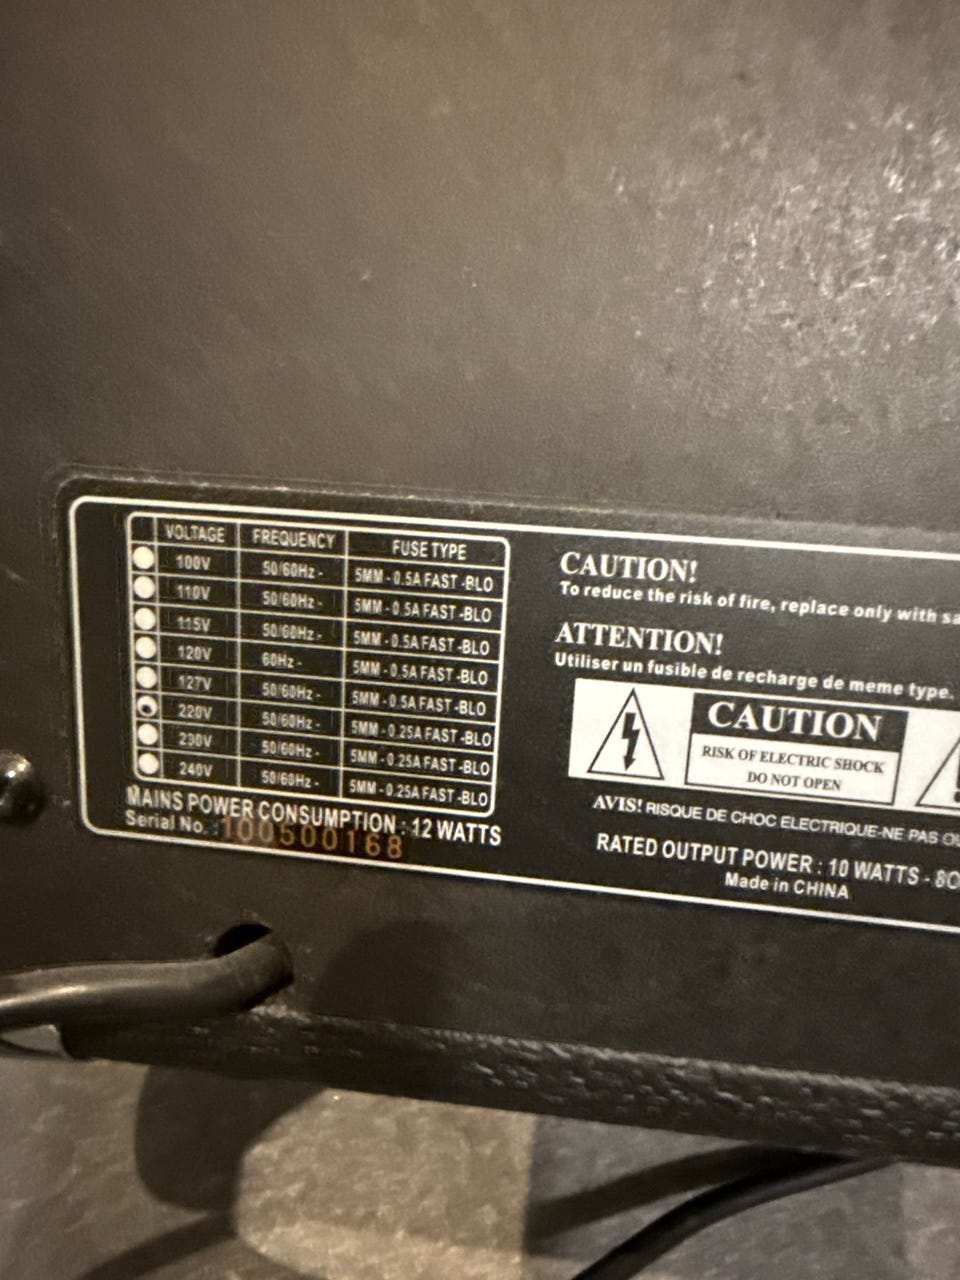 VOLTAGE FREQUENCY FUSE TYPE
100V 50/60Hz - 5MM - 0.5A FAST -BLO
110V 50/60Hz - 5MM - 0.5A FAST -BLO
115V 50/60Hz - 5MM - 0.5A FAST -BLO
120V 60Hz - 5MM - 0.5A FAST -BLO
127V 50/60Hz - 5MM - 0.5A FAST -BLO
220V 50/60Hz - 5MM - 0.25A FAST -BLO
230V 50/60Hz - 5MM - 0.25A FAST -BLO
240V 50/60Hz - 5MM - 0.25A FAST -BLO
MAINS POWER CONSUMPTION : 12 WATTS
Serial No. : 100500168
CAUTION!
To reduce the risk of fire, replace only with
ATTENTION!
Utiliser un fusible de recharge de meme type.
CAUTION
RISK OF ELECTRIC SHOCK
DO NOT OPEN
AVIS! RISQUE DE CHOC ELECTRIQUE-NE PAS
RATED OUTPUT POWER : 10 WATTS -
Made in CHINA